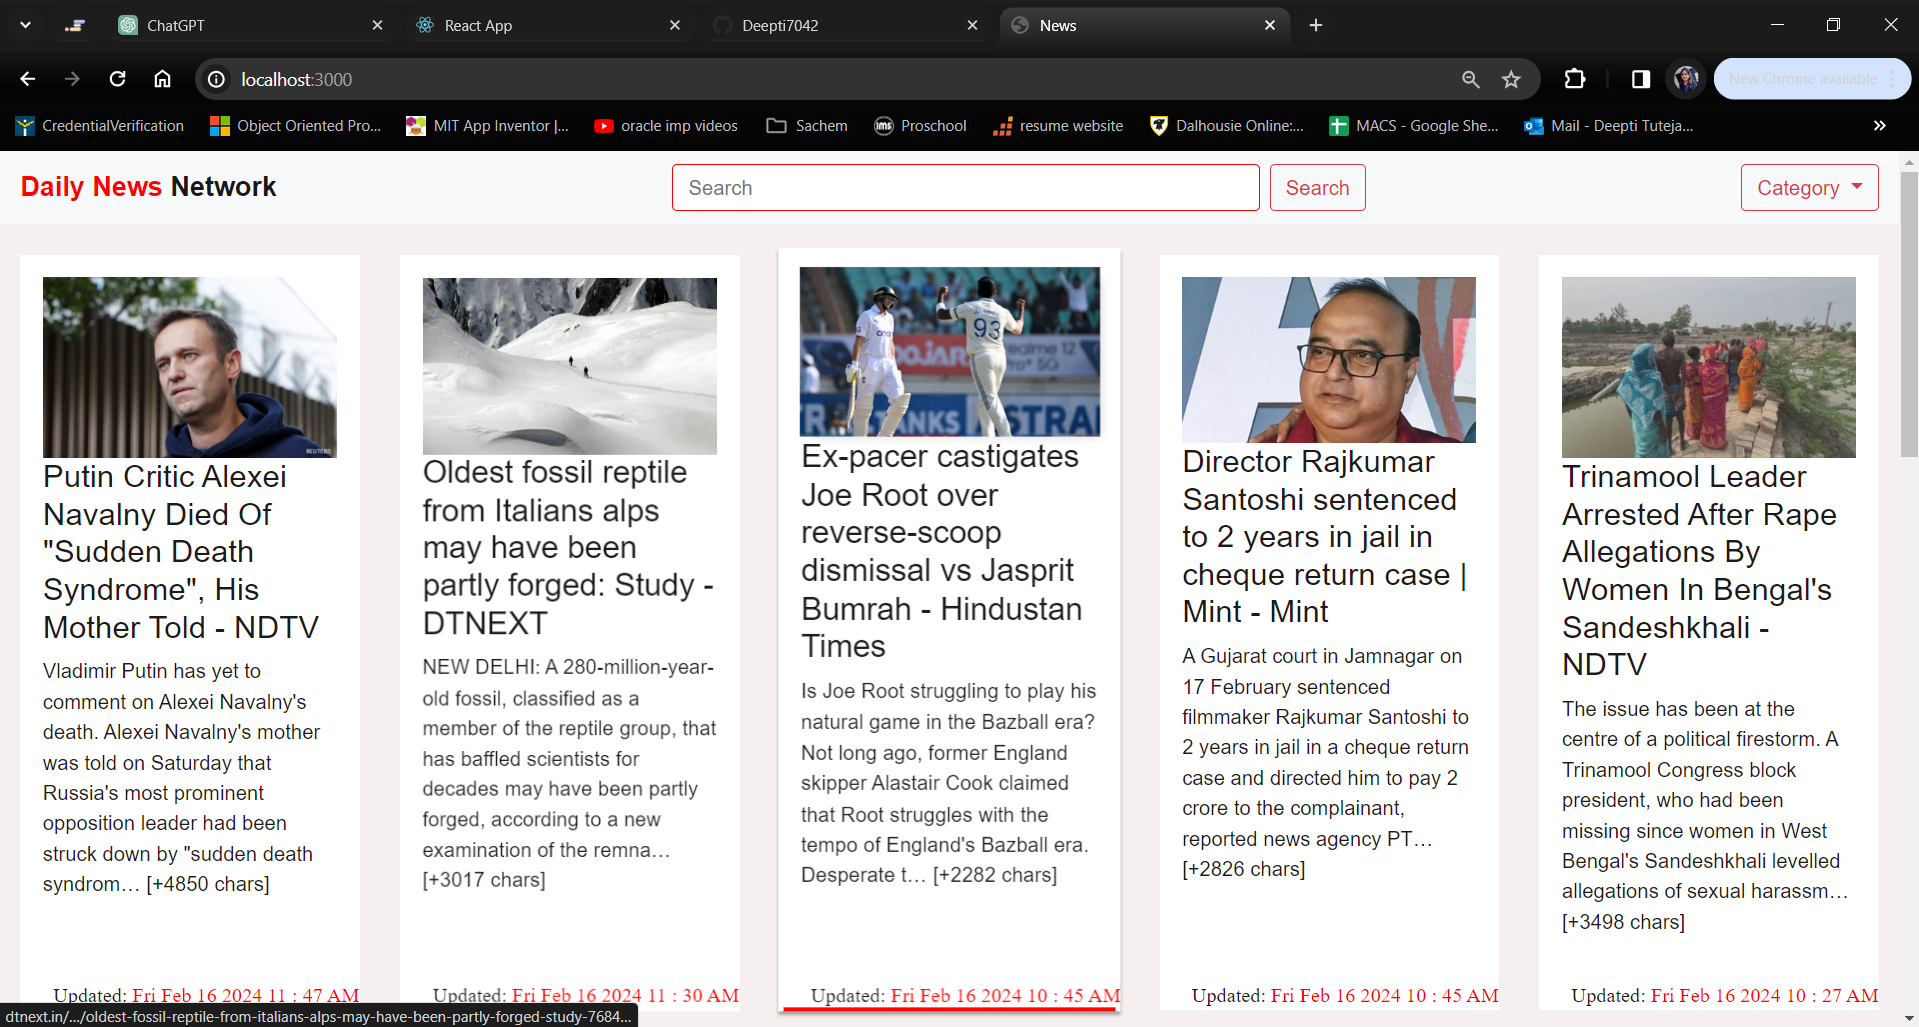 ChatGPT
React App
Deepti7042
News
localhost:3000
New Chrome available
CredentialVerification
Object Oriented Pro...
MIT App Inventor |...
oracle imp videos
Sachem
Proschool
resume website
Dalhousie Online:...
MACS - Google She...
Mail - Deepti Tuteja...
Daily News Network
Search
Search
Category
REUTERS
Putin Critic Alexei
Navalny Died Of
"Sudden Death
Syndrome", His
Mother Told - NDTV
Vladimir Putin has yet to
comment on Alexei Navalny's
death. Alexei Navalny's mother
was told on Saturday that
Russia's most prominent
opposition leader had been
struck down by "sudden death
syndrom… [+4850 chars]
Updated: Fri Feb 16 2024 11 : 47 AM
Oldest fossil reptile
from Italians alps
may have been
partly forged: Study -
DTNEXT
NEW DELHI: A 280-million-year-
old fossil, classified as a
member of the reptile group, that
has baffled scientists for
decades may have been partly
forged, according to a new
examination of the remna…
[+3017 chars]
Updated: Fri Feb 16 2024 11 : 30 AM
93
realme 12
Pro+ 5G
TANKS
Ex-pacer castigates
Joe Root over
reverse-scoop
dismissal vs Jasprit
Bumrah - Hindustan
Times
Is Joe Root struggling to play his
natural game in the Bazball era?
Not long ago, former England
skipper Alastair Cook claimed
that Root struggles with the
tempo of England's Bazball era.
Desperate t… [+2282 chars]
Updated: Fri Feb 16 2024 10 : 45 AM
Director Rajkumar
Santoshi sentenced
to 2 years in jail in
cheque return case |
Mint - Mint
A Gujarat court in Jamnagar on
17 February sentenced
filmmaker Rajkumar Santoshi to
2 years in jail in a cheque return
case and directed him to pay 2
crore to the complainant,
reported news agency PT…
[+2826 chars]
Updated: Fri Feb 16 2024 10 : 45 AM
Trinamool Leader
Arrested After Rape
Allegations By
Women In Bengal's
Sandeshkhali -
NDTV
The issue has been at the
centre of a political firestorm. A
Trinamool Congress block
president, who had been
missing since women in West
Bengal's Sandeshkhali levelled
allegations of sexual harassm…
[+3498 chars]
Updated: Fri Feb 16 2024 10 : 27 AM
dtnext.in/.../oldest-fossil-reptile-from-italians-alps-may-have-been-partly-forged-study-7684...